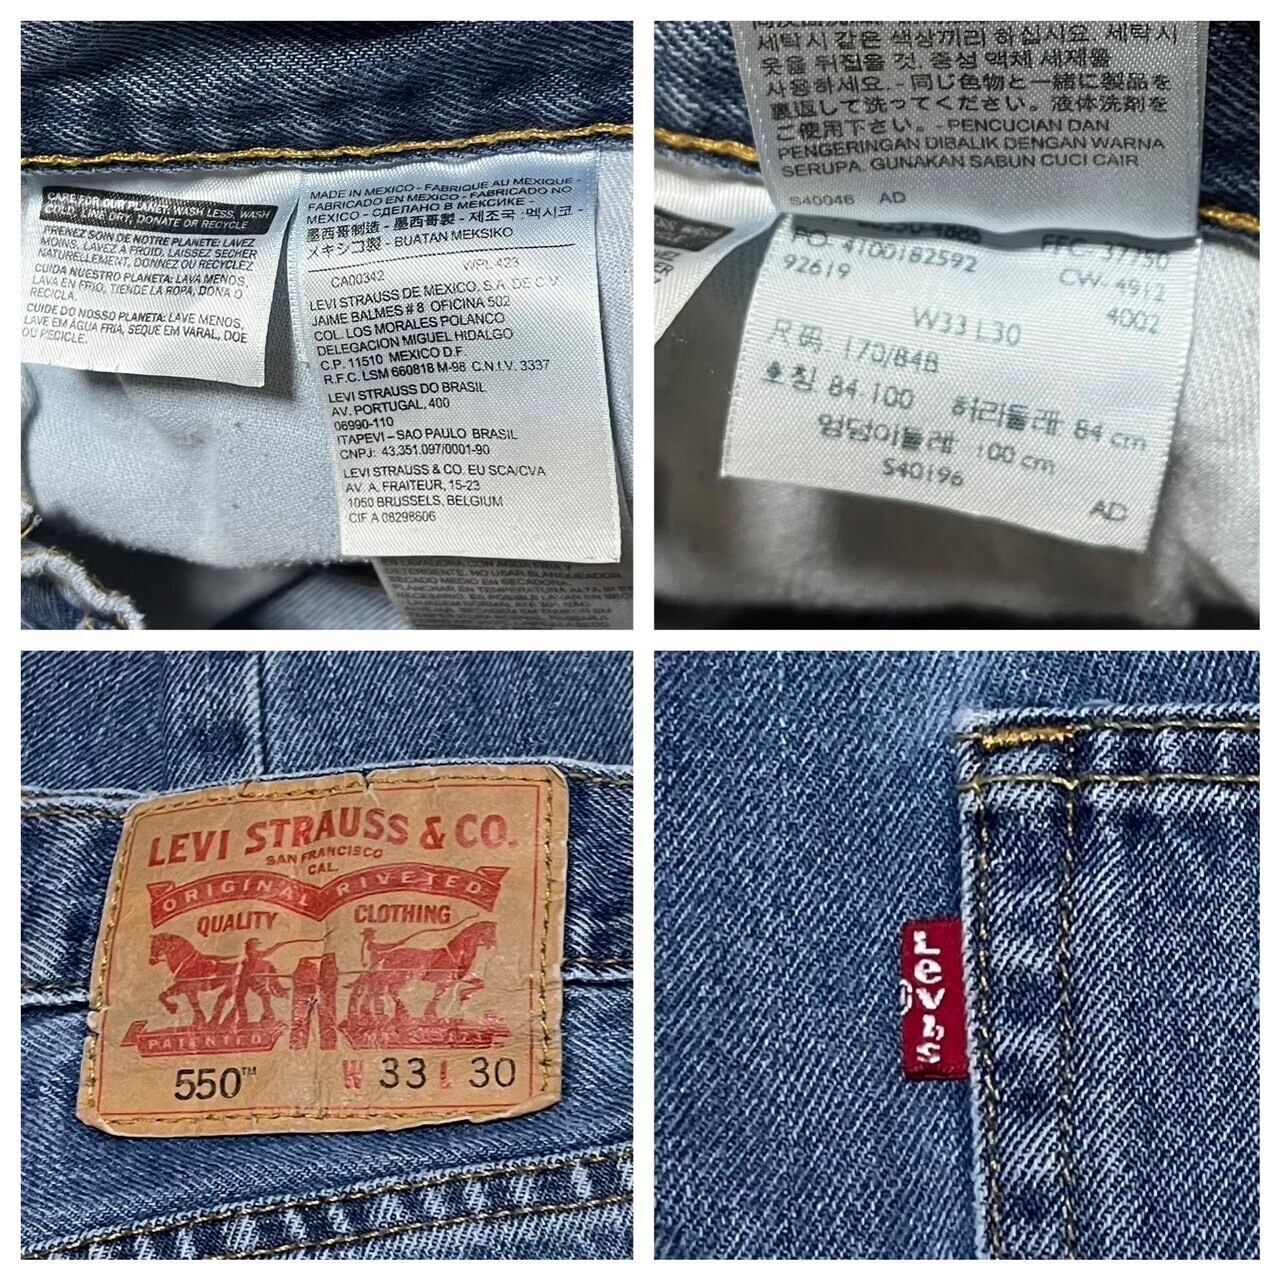 CARE FOR OUR PLANET: WASH LESS, WASH
COLD, LINE DRY, DONATE OR RECYCLE
PRENEZ SOIN DE NOTRE PLANETE: LAVEZ
MOINS, LAVEZ A FROID, LAISSEZ SECHER
NATURELLEMENT, DONNEZ OU RECYCLEZ
CUIDA NUESTRO PLANETA: LAVA MENOS,
LAVA EN FRIO, TIENDE LA ROPA, DONA O
RECICLA.
CUIDE DO NOSSO PLANETA: LAVE MENOS,
LAVE EM ÁGUA FRIA, SEQUE EM VARAL, DOE
OU RECICLE.
MADE IN MEXICO - FABRIQUE AU MEXIQUE -
FABRICADO EN MEXICO - FABRICADO NO
MÉXICO - СДЕЛАНО В МЕКСИКЕ -
墨西哥制造 - 墨西哥製 - 제조국 :멕시코 -
メキシコ製 - BUATAN MEKSIKO
CA00342 WPL-423
LEVI STRAUSS DE MEXICO, S.A. DE C.V.
JAIME BALMES # 8 OFICINA 502
COL. LOS MORALES POLANCO
DELEGACION MIGUEL HIDALGO
C.P. 11510 MEXICO D.F.
R.F.C. LSM 660818 M-98 C.N.I.V. 3337
LEVI STRAUSS DO BRASIL
AV. PORTUGAL, 400
06990-110
ITAPEVI – SAO PAULO BRASIL
CNPJ: 43.351.097/0001-90
LEVI STRAUSS & CO. EU SCA/CVA
AV. A. FRAITEUR, 15-23
1050 BRUSSELS, BELGIUM
CIF A 08298606
LAVADORA CON AGUA FRIA Y
DETERGENTE. NO USAR BLANQUEADOR
SECADO MEDIO EN SECADORA.
세탁시 같은 색상끼리 하십시요. 세탁시
옷을 뒤집을 것. 중성 액체 세제를
사용하세요. - 同じ色物と一緒に製品を
裏返して洗ってください。液体洗剤を
ご使用下さい。- PENCUCIAN DAN
PENGERINGAN DIBALIK DENGAN WARNA
SERUPA. GUNAKAN SABUN CUCI CAIR
S40046 AD
PO: 4100182592 FFC- 37750
92619 CW-4912
4002
W33 L30
尺码 170/84B
호칭 84-100 허리둘레 84 cm
엉덩이둘레 100 cm
S40196
AD
LEVI STRAUSS & CO.
SAN FRANCISCO
CAL.
ORIGINAL RIVETED
QUALITY CLOTHING
PATENTED
550™ W 33 L 30
Levi's
®